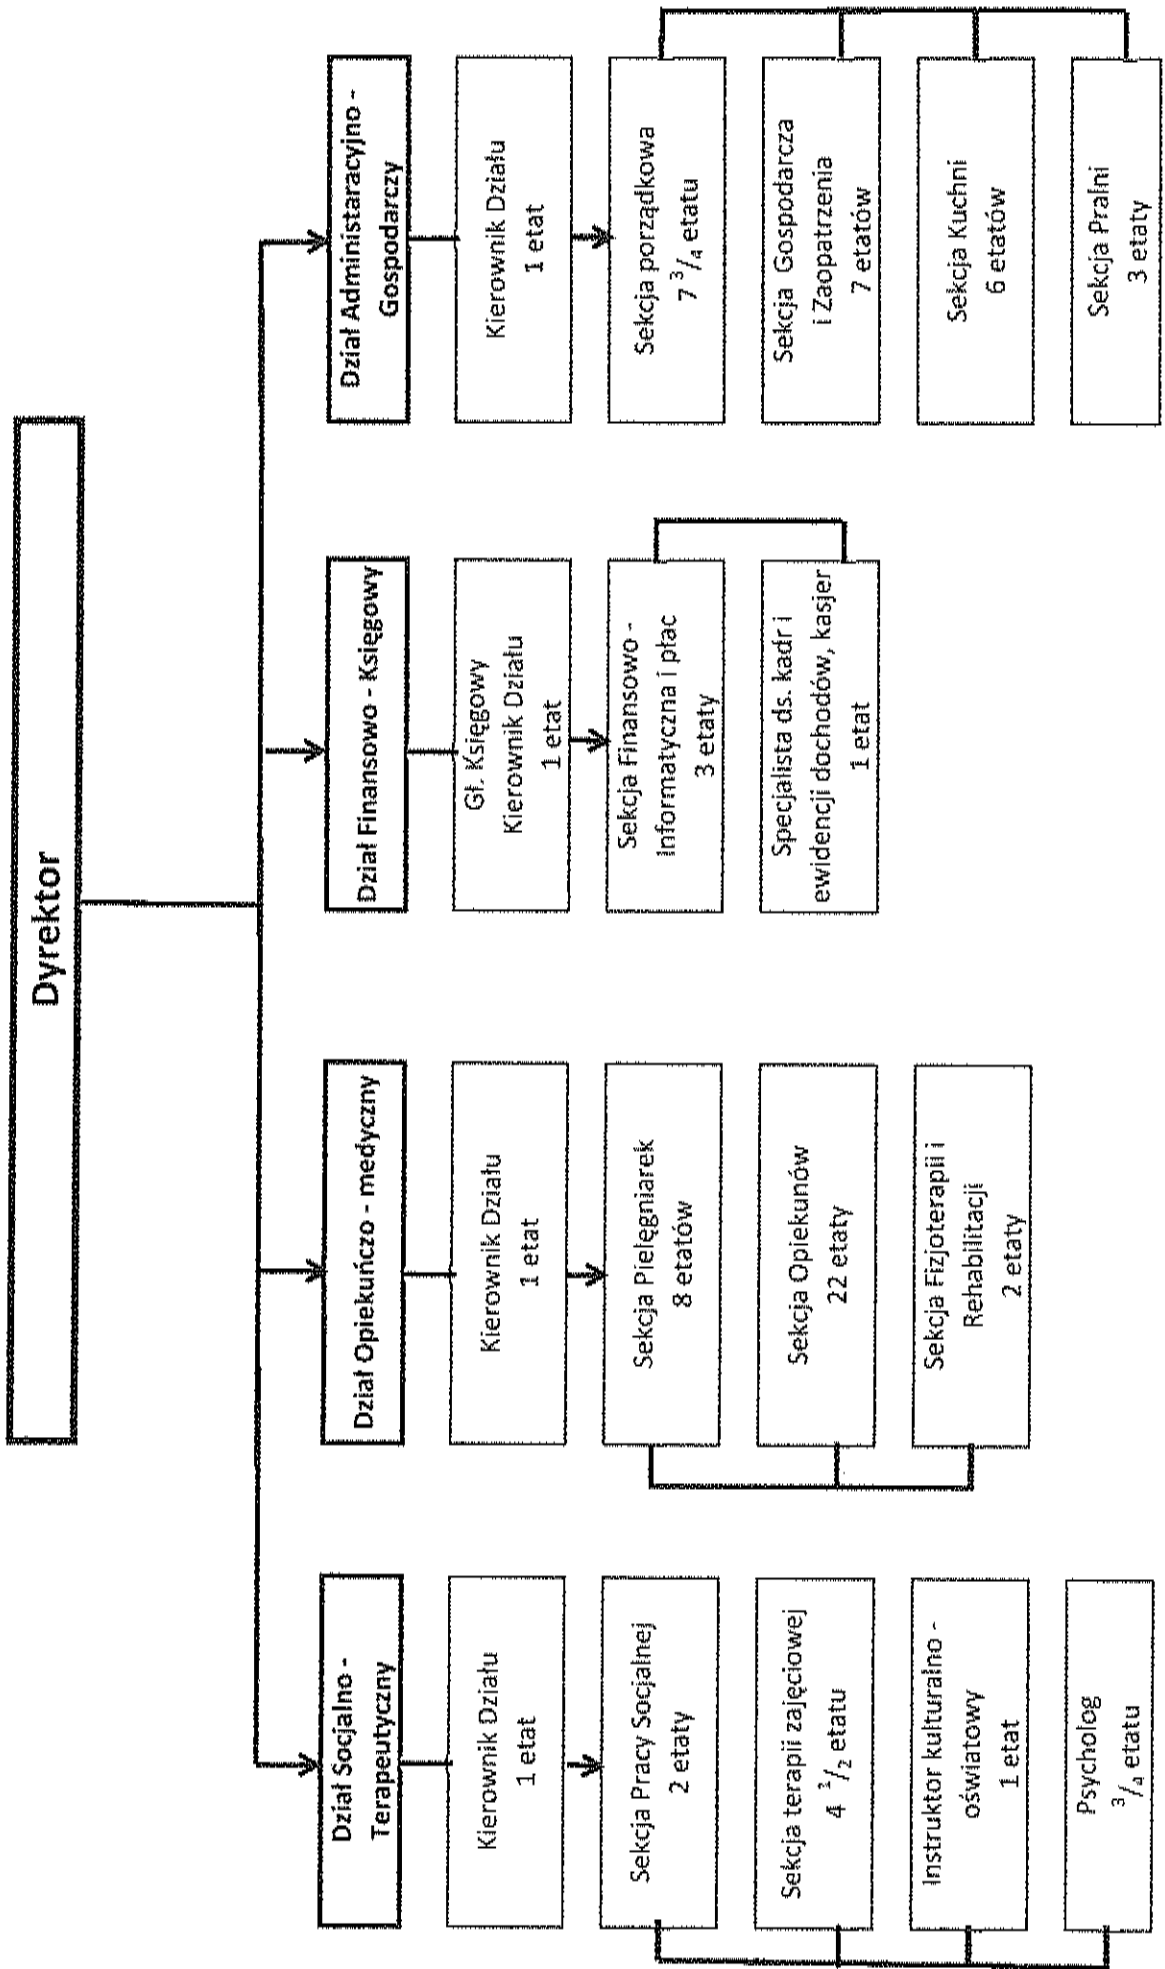 Dyrektor
Dział Socjalno -
Terapeutyczny
Kierownik Działu
1 etat
Sekcja Pracy Socjalnej
2 etaty
Sekcja terapii zajęciowej
4 1/2 etatu
Instruktor kulturalno -
oświatowy
1 etat
Psycholog
3/4 etatu
Dział Opiekuńczo - medyczny
Kierownik Działu
1 etat
Sekcja Pielęgniarek
8 etatów
Sekcja Opiekunów
22 etaty
Sekcja Fizjoterapii i
Rehabilitacji
2 etaty
Dział Finansowo - Księgowy
Gł. Księgowy
Kierownik Działu
1 etat
Sekcja Finansowo -
Informatyczna i płac
3 etaty
Specjalista ds. kadr i
ewidencji dochodów, kasjer
1 etat
Dział Administaracyjno -
Gospodarczy
Kierownik Działu
1 etat
Sekcja porządkowa
7 3/4 etatu
Sekcja Gospodarcza
i Zaopatrzenia
7 etatów
Sekcja Kuchni
6 etatów
Sekcja Pralni
3 etaty